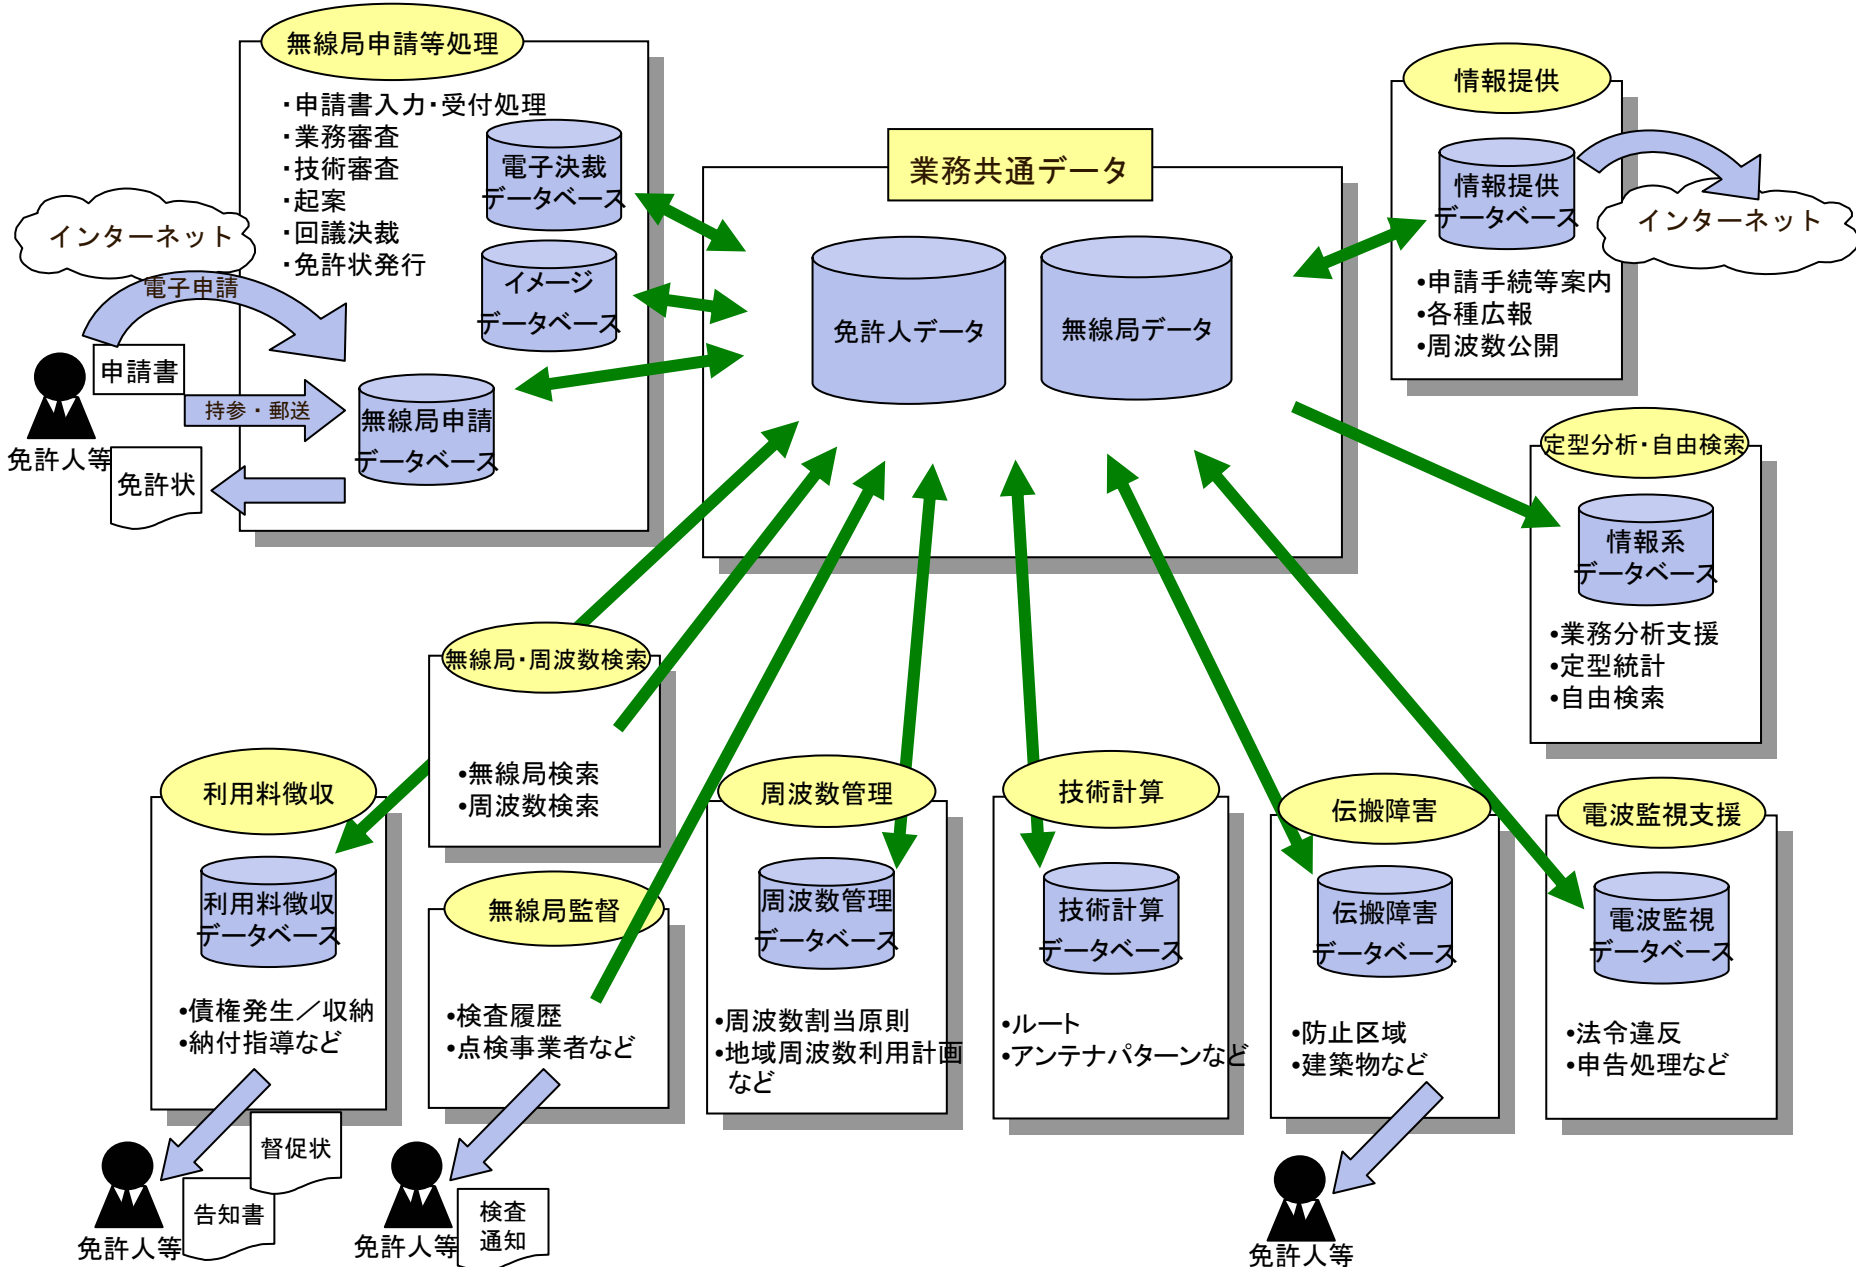 無線局申請等処理
・申請書入力・受付処理
・業務審査
・技術審査
・起案
・回議決裁
・免許状発行
電子決裁
データベース
イメージ
データベース
無線局申請
データベース
インターネット
電子申請
申請書
持参・郵送
免許人等
免許状
業務共通データ
免許人データ
無線局データ
情報提供
情報提供
データベース
インターネット
•申請手続等案内
•各種広報
•周波数公開
定型分析・自由検索
情報系
データベース
•業務分析支援
•定型統計
•自由検索
無線局・周波数検索
•無線局検索
•周波数検索
利用料徴収
利用料徴収
データベース
•債権発生／収納
•納付指導など
督促状
告知書
免許人等
無線局監督
•検査履歴
•点検事業者など
検査
通知
免許人等
周波数管理
周波数管理
データベース
•周波数割当原則
•地域周波数利用計画
など
技術計算
技術計算
データベース
•ルート
•アンテナパターンなど
伝搬障害
伝搬障害
データベース
•防止区域
•建築物など
免許人等
電波監視支援
電波監視
データベース
•法令違反
•申告処理など